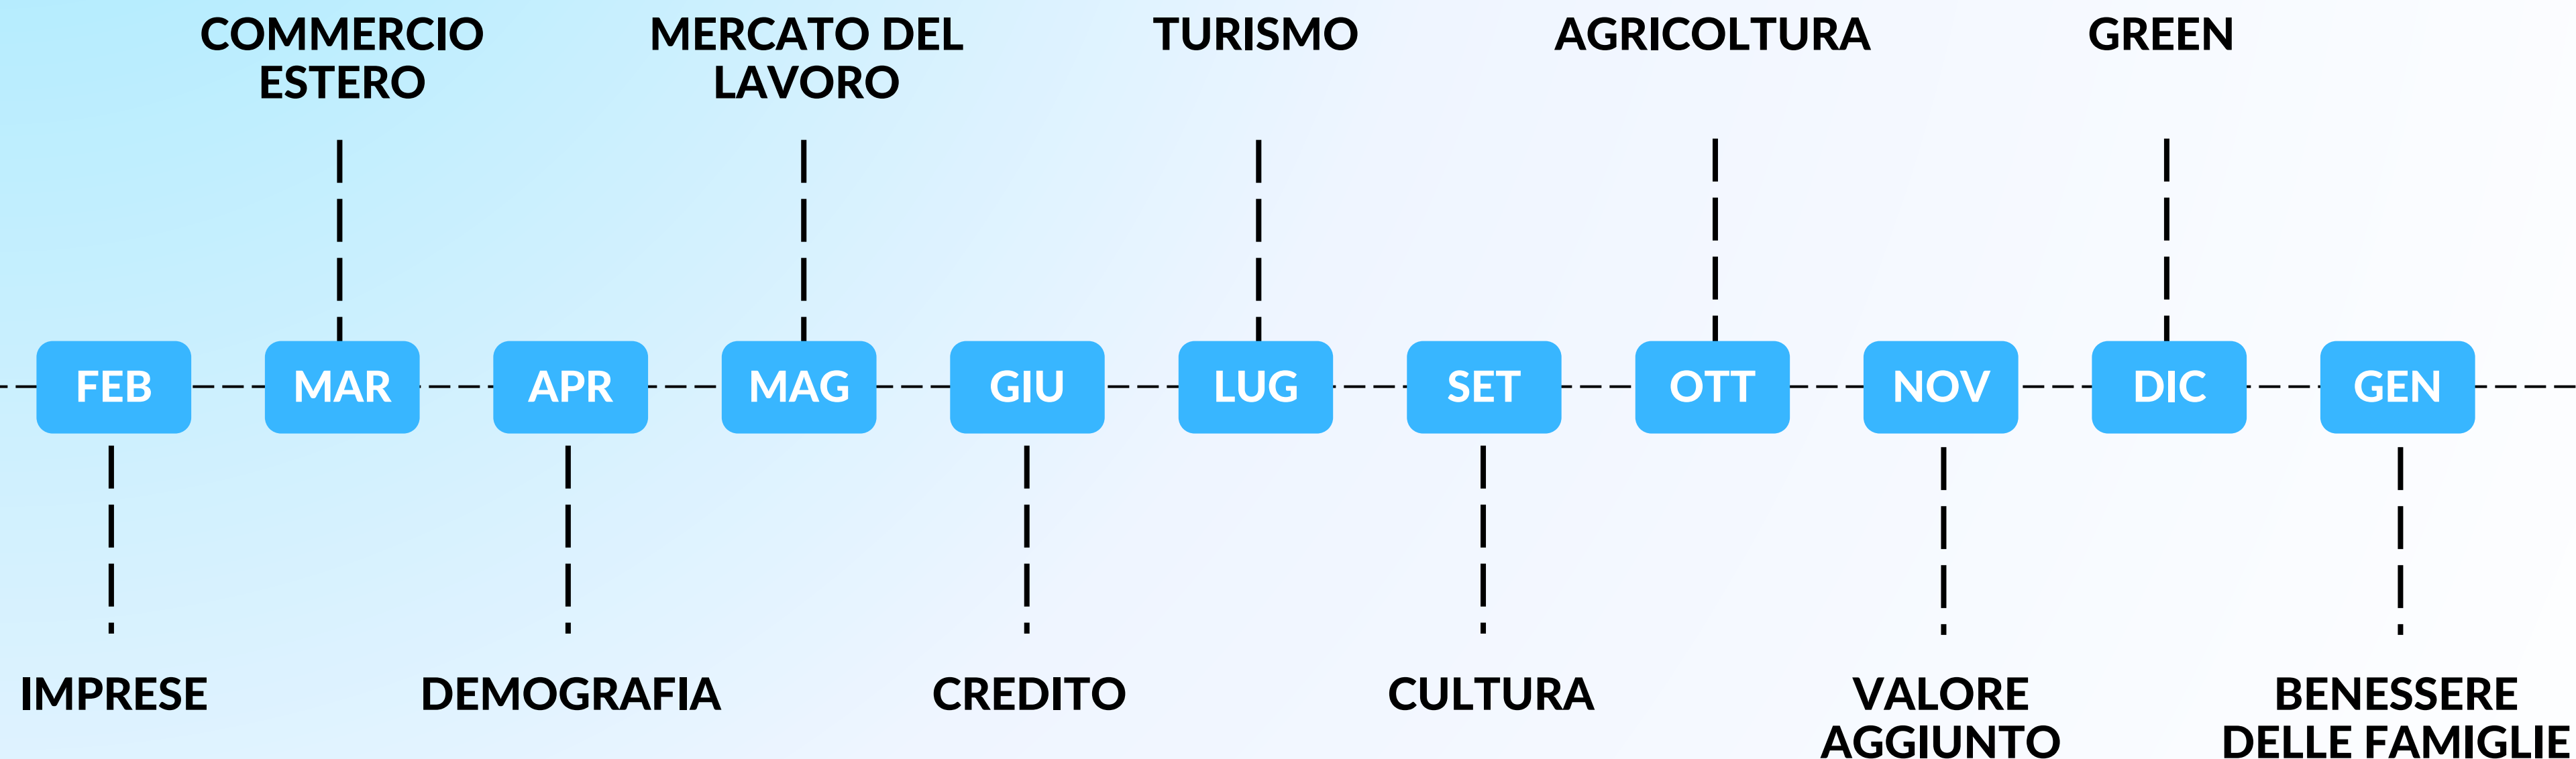 COMMERCIO
ESTERO
MERCATO DEL
LAVORO
TURISMO
AGRICOLTURA
GREEN
FEB
MAR
APR
MAG
GIU
LUG
SET
OTT
NOV
DIC
GEN
IMPRESE
DEMOGRAFIA
CREDITO
CULTURA
VALORE
AGGIUNTO
BENESSERE
DELLE FAMIGLIE